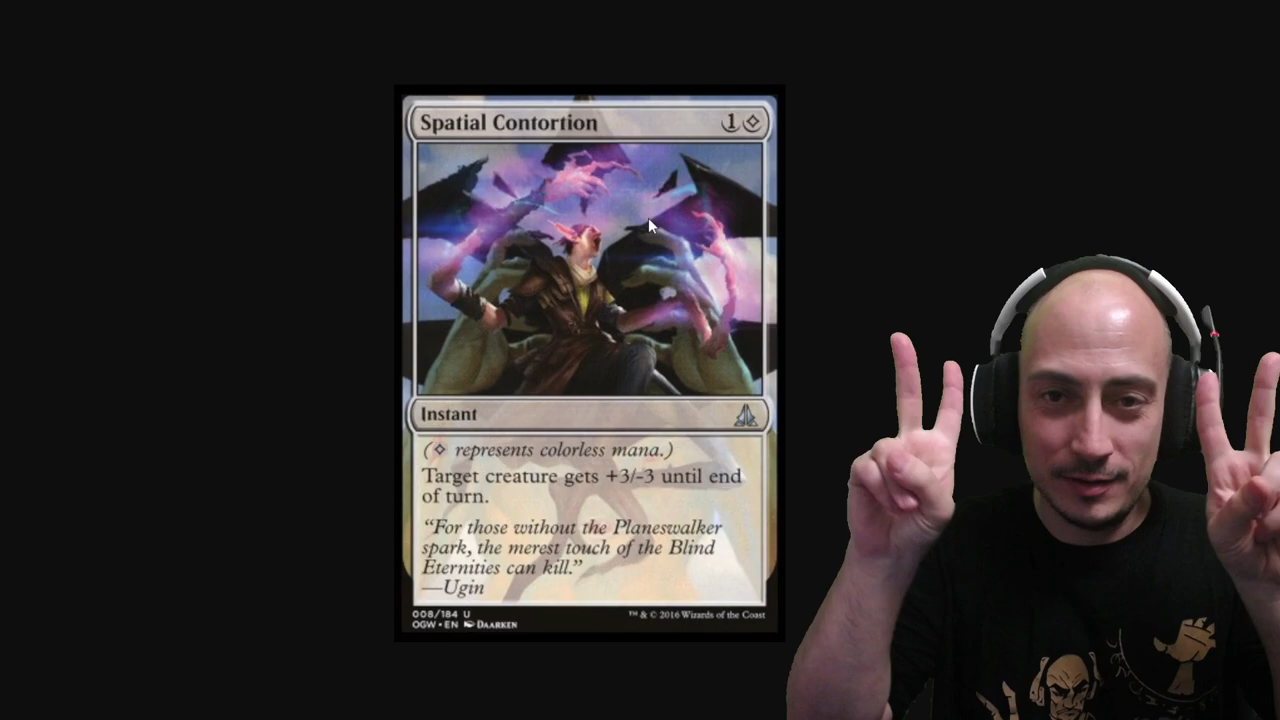 Spatial Contortion 1
Instant
(◇ represents colorless mana.)
Target creature gets +3/-3 until end
of turn.
“For those without the Planeswalker
spark, the merest touch of the Blind
Eternities can kill.”
—Ugin
008/184 U
OGW • EN DAARKEN
™ & © 2016 Wizards of the Coast